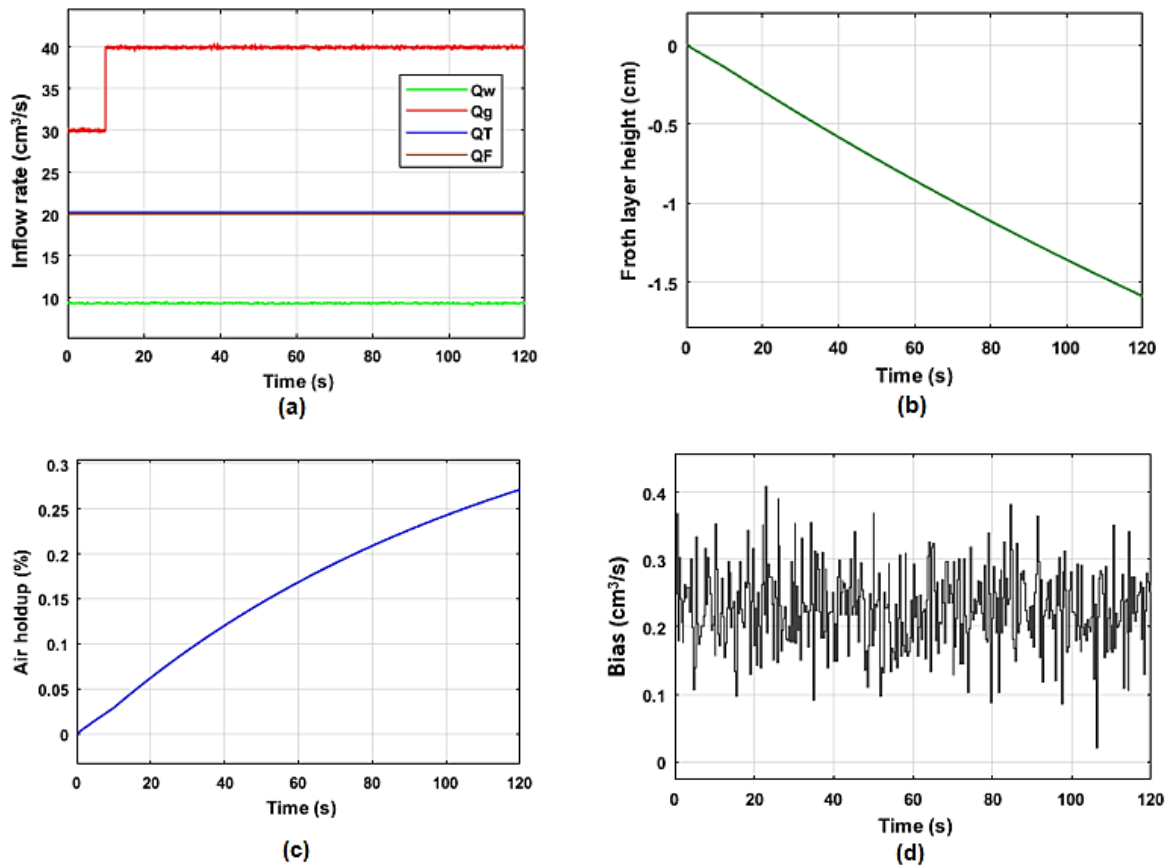 40
35
30
25
20
15
10
Inflow rate (cm³/s)
Qw
Qg
QT
QF
0 20 40 60 80 100 120
Time (s)
(a)
0
-0.5
-1
-1.5
Froth layer height (cm)
0 20 40 60 80 100 120
Time (s)
(b)
0.3
0.25
0.2
0.15
0.1
0.05
0
Air holdup (%)
0 20 40 60 80 100 120
Time (s)
(c)
0.4
0.3
0.2
0.1
0
Bias (cm³/s)
0 20 40 60 80 100 120
Time (s)
(d)